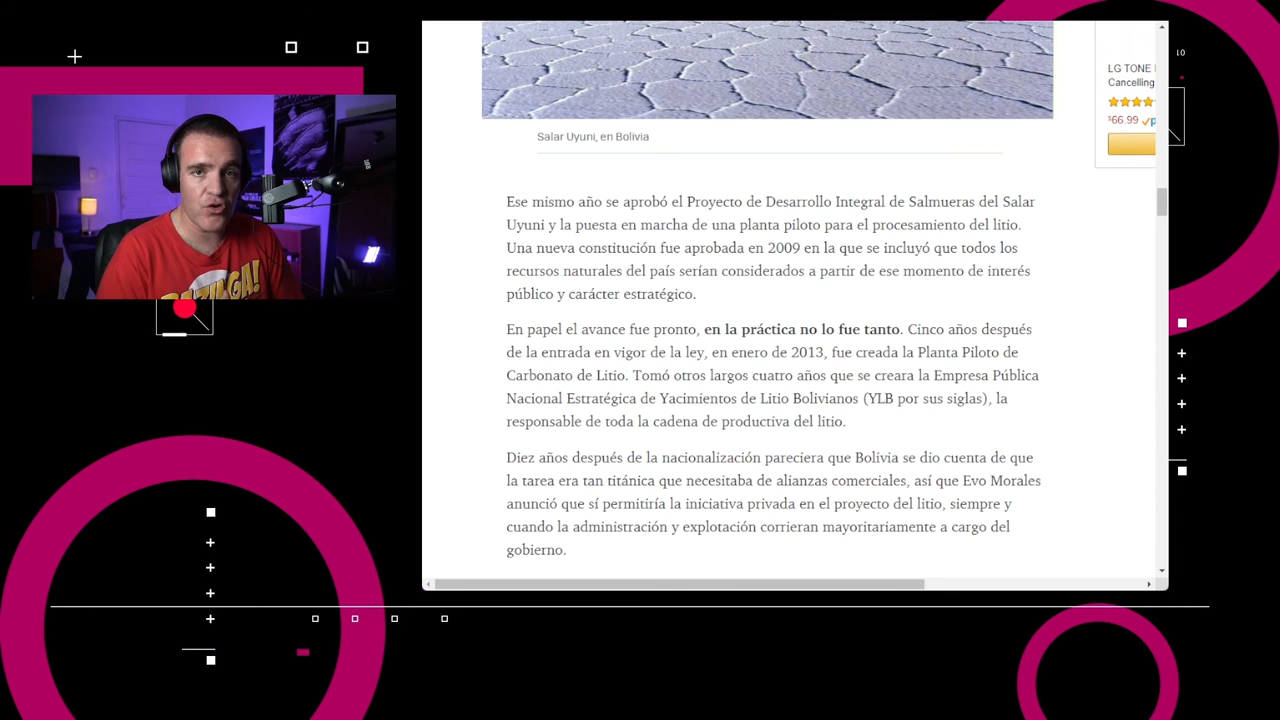 LG TONE
Cancelling
$66.99
Salar Uyuni, en Bolivia
Ese mismo año se aprobó el Proyecto de Desarrollo Integral de Salmueras del Salar
Uyuni y la puesta en marcha de una planta piloto para el procesamiento del litio.
Una nueva constitución fue aprobada en 2009 en la que se incluyó que todos los
recursos naturales del país serían considerados a partir de ese momento de interés
público y carácter estratégico.
En papel el avance fue pronto, en la práctica no lo fue tanto. Cinco años después
de la entrada en vigor de la ley, en enero de 2013, fue creada la Planta Piloto de
Carbonato de Litio. Tomó otros largos cuatro años que se creara la Empresa Pública
Nacional Estratégica de Yacimientos de Litio Bolivianos (YLB por sus siglas), la
responsable de toda la cadena de productiva del litio.
Diez años después de la nacionalización pareciera que Bolivia se dio cuenta de que
la tarea era tan titánica que necesitaba de alianzas comerciales, así que Evo Morales
anunció que sí permitiría la iniciativa privada en el proyecto del litio, siempre y
cuando la administración y explotación corrieran mayoritariamente a cargo del
gobierno.